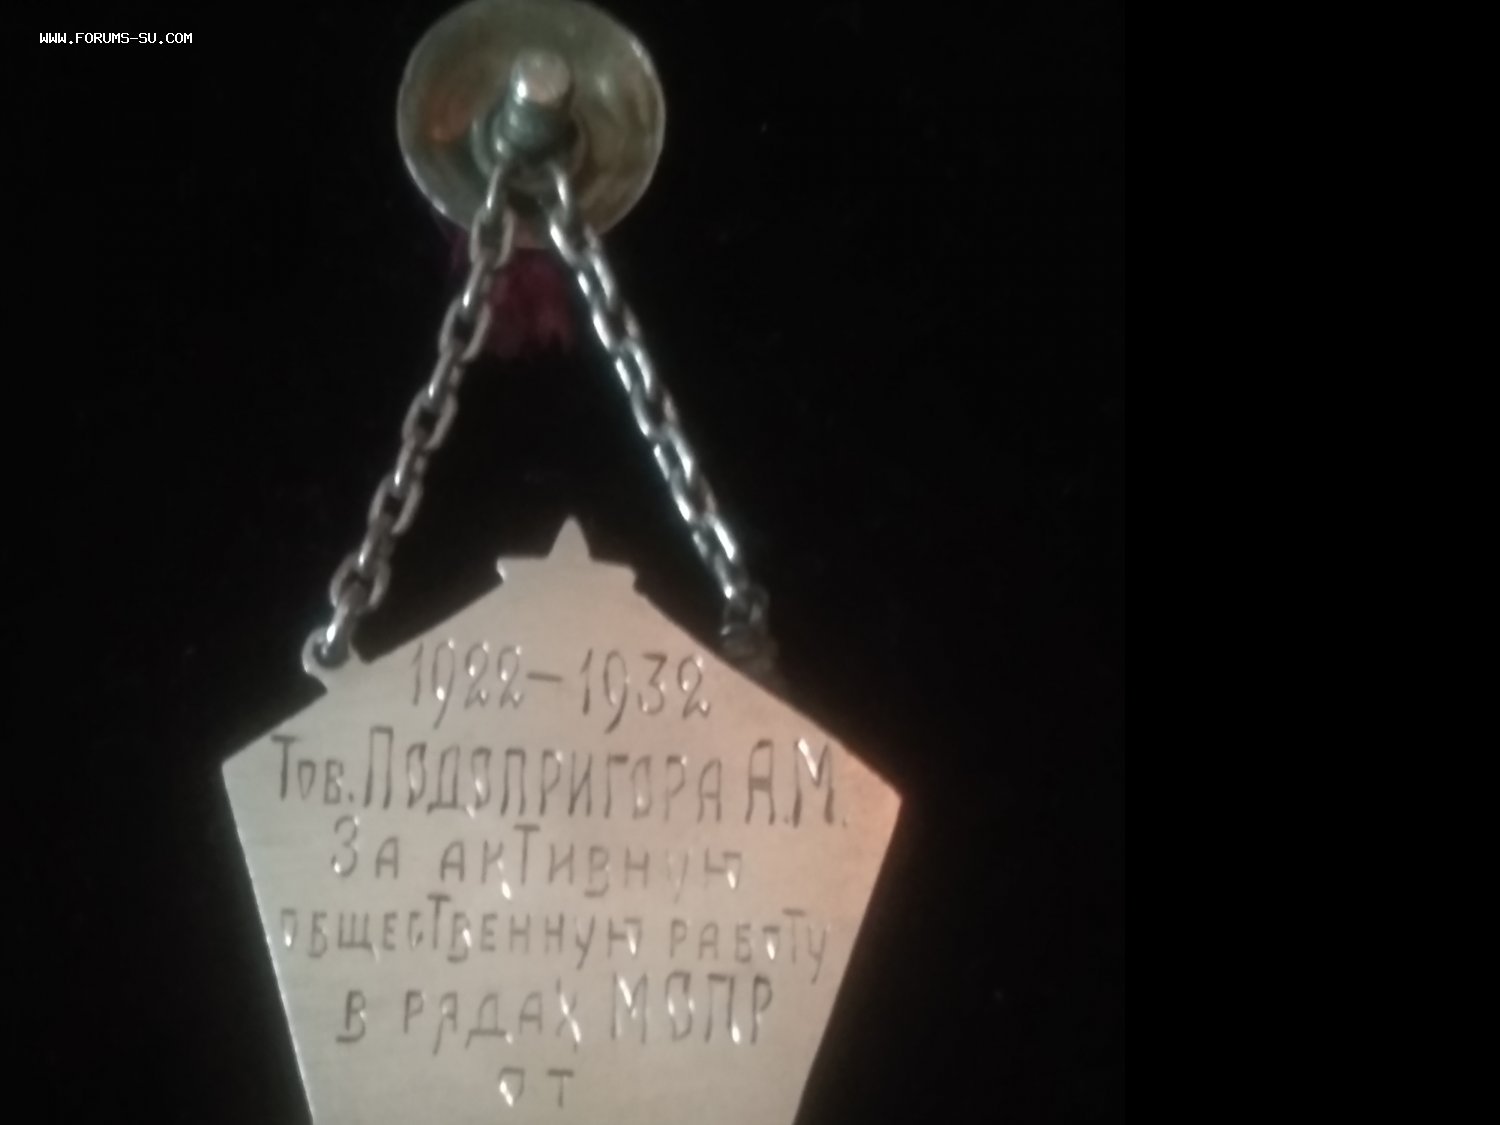 WWW.FORUMS-SU.COM
1922-1932
Тов. ПОДОПРИГОРА А.М.
За активную
общественную работу
в рядах МОПР
от